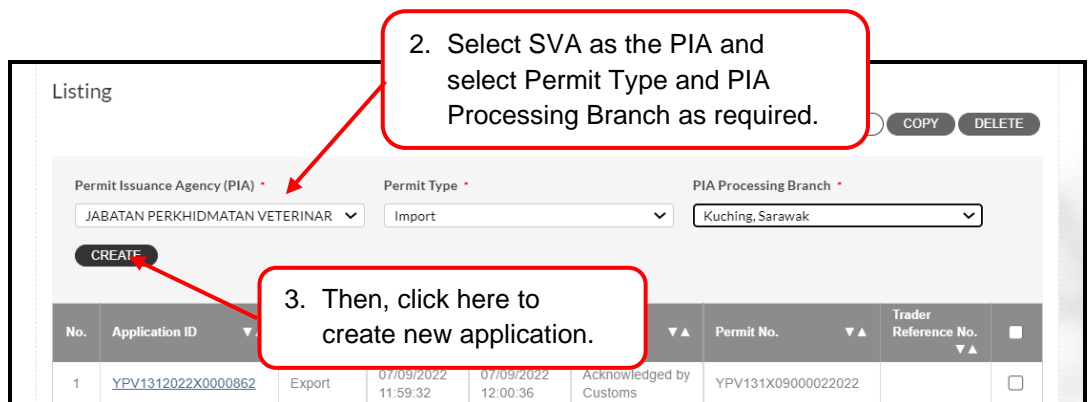 2. Select SVA as the PIA and
select Permit Type and PIA
Processing Branch as required.
Listing
COPY
DELETE
Permit Issuance Agency (PIA) *
Permit Type *
PIA Processing Branch *
JABATAN PERKHIDMATAN VETERINAR
Import
Kuching, Sarawak
CREATE
3. Then, click here to
create new application.
No.
Application ID ▼
▼▲
Permit No. ▼▲
Trader
Reference No.
▼▲
1
YPV1312022X0000862
Export
07/09/2022
11:59:32
07/09/2022
12:00:36
Acknowledged by
Customs
YPV131X09000022022